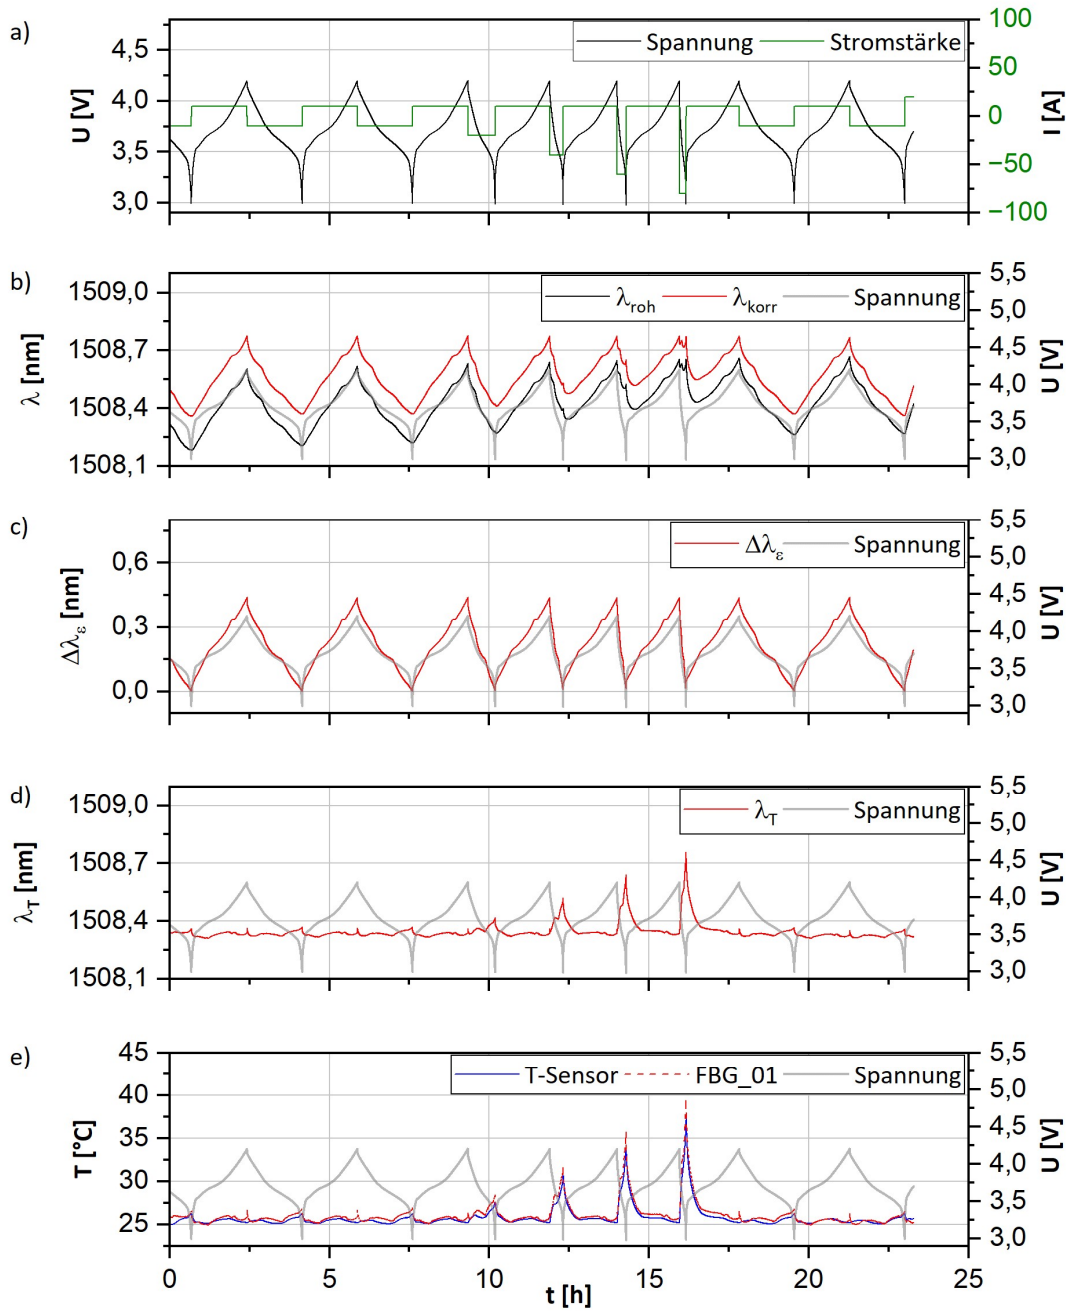 a)
4,5
4,0
3,5
3,0
U [V]
Spannung Stromstärke
100
50
0
−50
−100
I [A]
b)
1509,0
1508,7
1508,4
1508,1
λ [nm]
λroh λkorr Spannung
5,5
5,0
4,5
4,0
3,5
3,0
U [V]
c)
0,6
0,3
0,0
Δλε [nm]
Δλε Spannung
5,5
5,0
4,5
4,0
3,5
3,0
U [V]
d)
1509,0
1508,7
1508,4
1508,1
λT [nm]
λT Spannung
5,5
5,0
4,5
4,0
3,5
3,0
U [V]
e)
45
40
35
30
25
T [°C]
T-Sensor FBG_01 Spannung
5,5
5,0
4,5
4,0
3,5
3,0
U [V]
0 5 10 15 20 25
t [h]